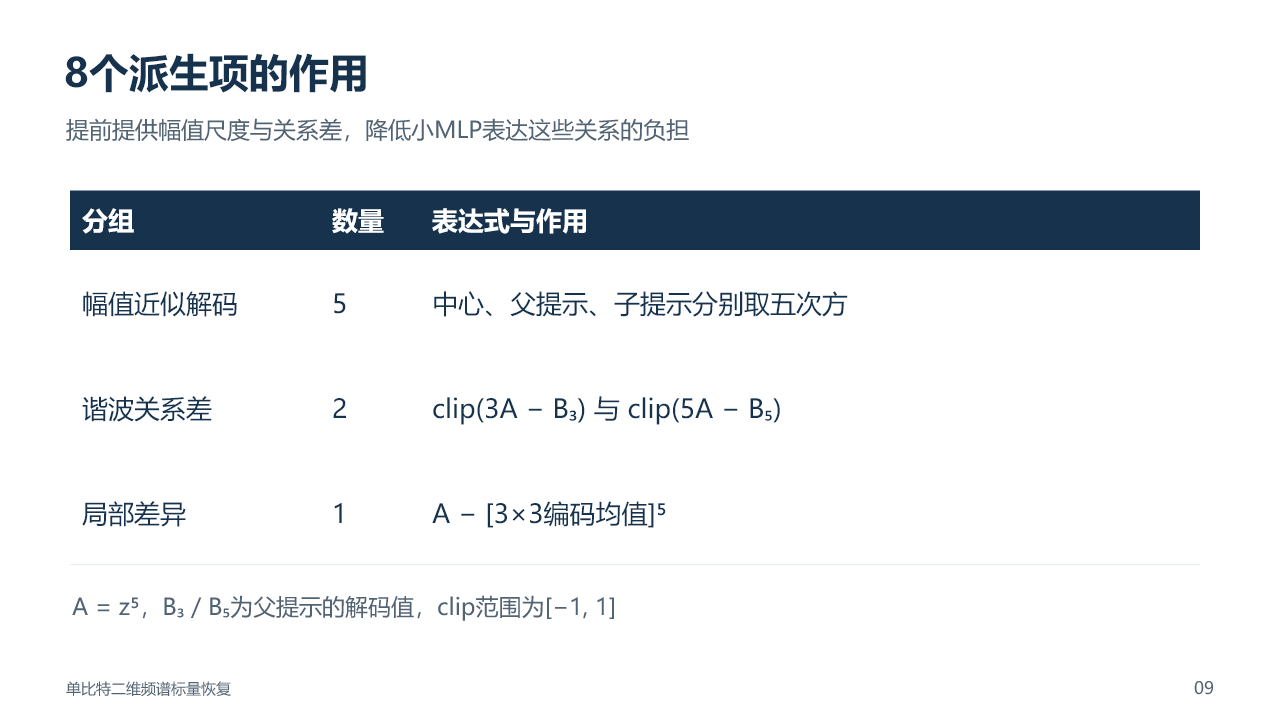 8个派生项的作用
提前提供幅值尺度与关系差，降低小MLP表达这些关系的负担
分组 数量 表达式与作用
幅值近似解码 5 中心、父提示、子提示分别取五次方
谐波关系差 2 clip(3A − B₃) 与 clip(5A − B₅)
局部差异 1 A − [3×3编码均值]⁵
A = z⁵，B₃ / B₅为父提示的解码值，clip范围为[−1, 1]
单比特二维频谱标量恢复 09